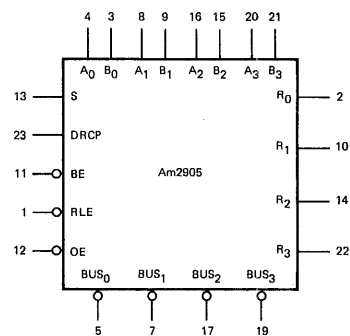 4 3 8 9 16 15 20 21
A0 B0 A1 B1 A2 B2 A3 B3
13 S R0 2
23 DRCP
R1 10
11 BE Am2905
R2 14
1 RLE
12 OE R3 22
BUS0 BUS1 BUS2 BUS3
5 7 17 19